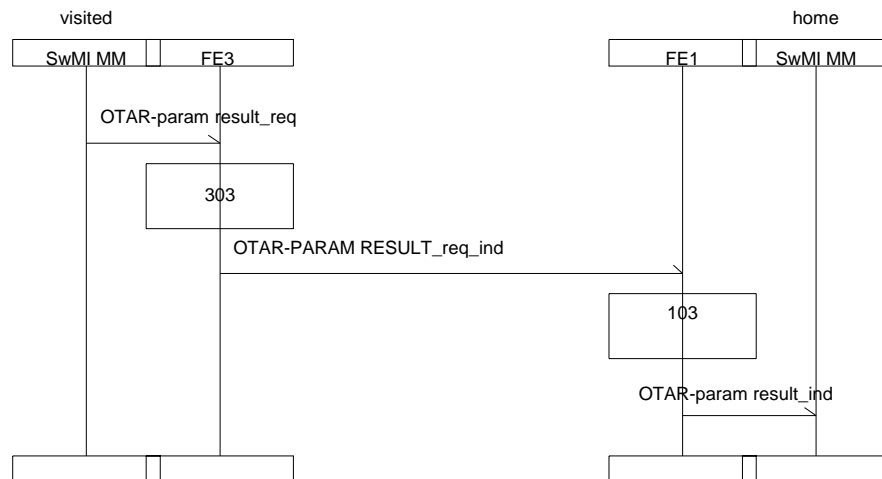 visited
home
SwMI MM
FE3
FE1
SwMI MM
OTAR-param result_req
303
OTAR-PARAM RESULT_req_ind
103
OTAR-param result_ind